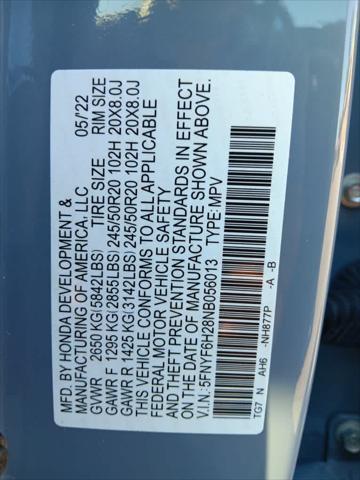 MFD. BY HONDA DEVELOPMENT &
MANUFACTURING OF AMERICA, LLC 05/'22
GVWR 2650 KG(5842LBS) TIRE SIZE RIM SIZE
GAWR F 1295 KG(2855LBS) 245/50R20 102H 20X8.0J
GAWR R 1425 KG(3142LBS) 245/50R20 102H 20X8.0J
THIS VEHICLE CONFORMS TO ALL APPLICABLE
FEDERAL MOTOR VEHICLE SAFETY
AND THEFT PREVENTION STANDARDS IN EFFECT
ON THE DATE OF MANUFACTURE SHOWN ABOVE.
V.I.N.: 5FNYF6H28NB056013 TYPE: MPV
TG7 N AH6 -NH877P -A -B